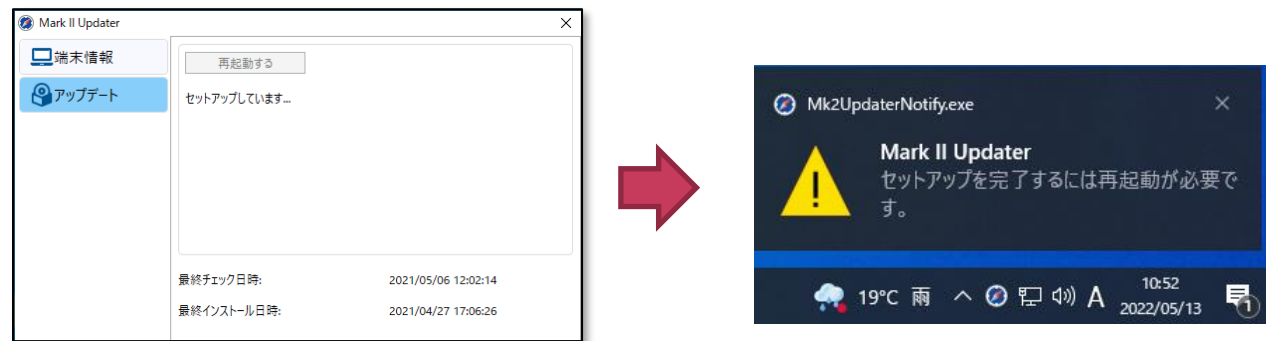 Mark II Updater
端末情報
アップデート
再起動する
セットアップしています...
最終チェック日時: 2021/05/06 12:02:14
最終インストール日時: 2021/04/27 17:06:26
Mk2UpdaterNotify.exe
Mark II Updater
セットアップを完了するには再起動が必要で
す。
19°C 雨
A
10:52
2022/05/13
1